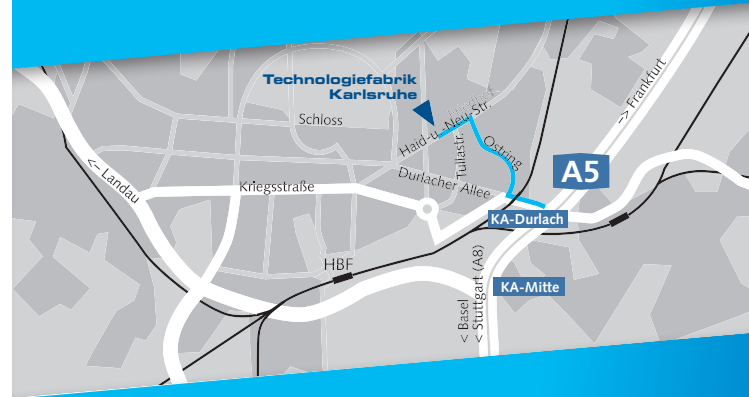 Technologiefabrik
Karlsruhe
Schloss
Haid-u.-Neu-Str.
-> Frankfurt
Tullastr.
Ostring
<- Landau
Kriegsstraße
Durlacher Allee
A5
KA-Durlach
HBF
KA-Mitte
< Basel
< Stuttgart (A8)